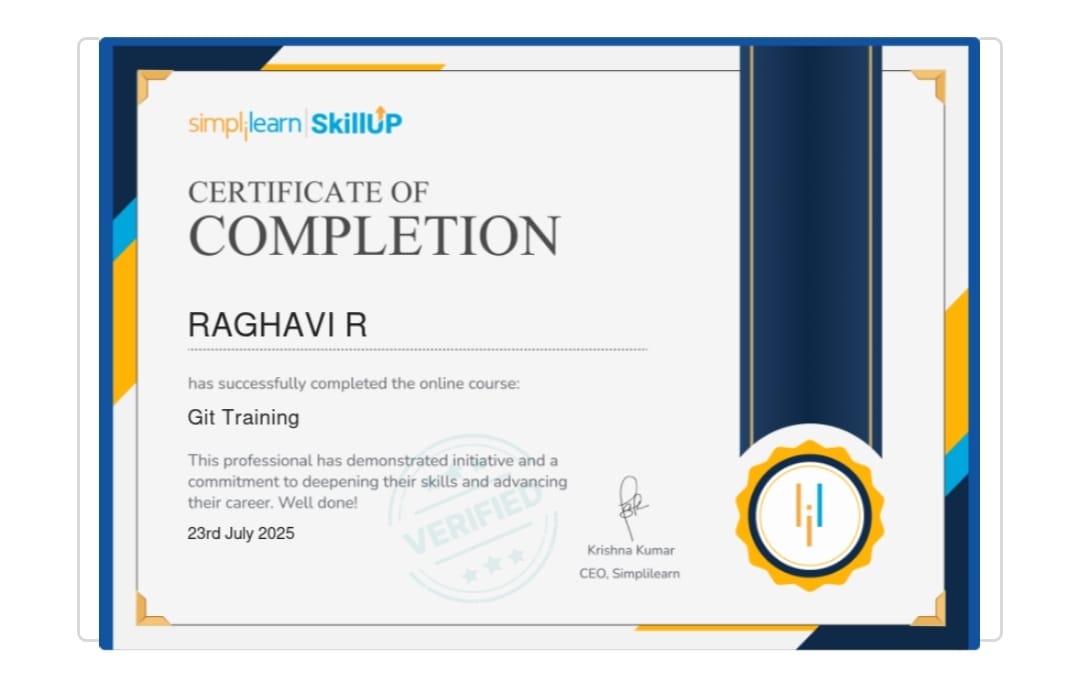 simplilearn | SkillUP
CERTIFICATE OF
COMPLETION
RAGHAVI R
has successfully completed the online course:
Git Training
This professional has demonstrated initiative and a
commitment to deepening their skills and advancing
their career. Well done!
VERIFIED
23rd July 2025
Krishna Kumar
CEO, Simplilearn